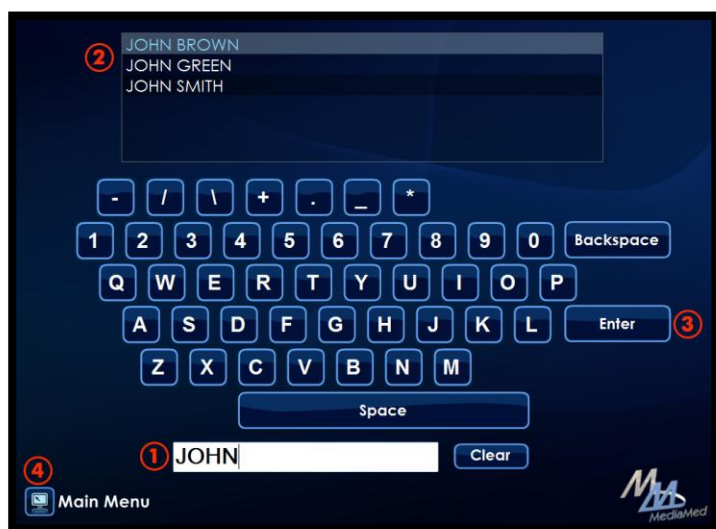 ② JOHN BROWN
JOHN GREEN
JOHN SMITH
- / \ + . _ *
1 2 3 4 5 6 7 8 9 0 Backspace
Q W E R T Y U I O P
A S D F G H J K L Enter ③
Z X C V B N M
Space
① JOHN Clear
④
Main Menu
MM
MediaMed